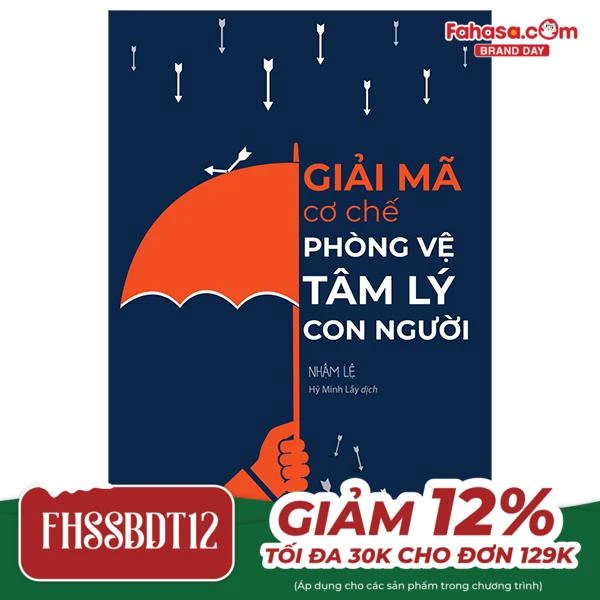 Fahasa.com
BRAND DAY
GIẢI MÃ
cơ chế
PHÒNG VỆ
TÂM LÝ
CON NGƯỜI
NHẬM LỆ
Hỷ Minh Lầy dịch
FHSSBDT12
GIẢM 12%
TỐI ĐA 30K CHO ĐƠN 129K
(Áp dụng cho các sản phẩm trong chương trình)